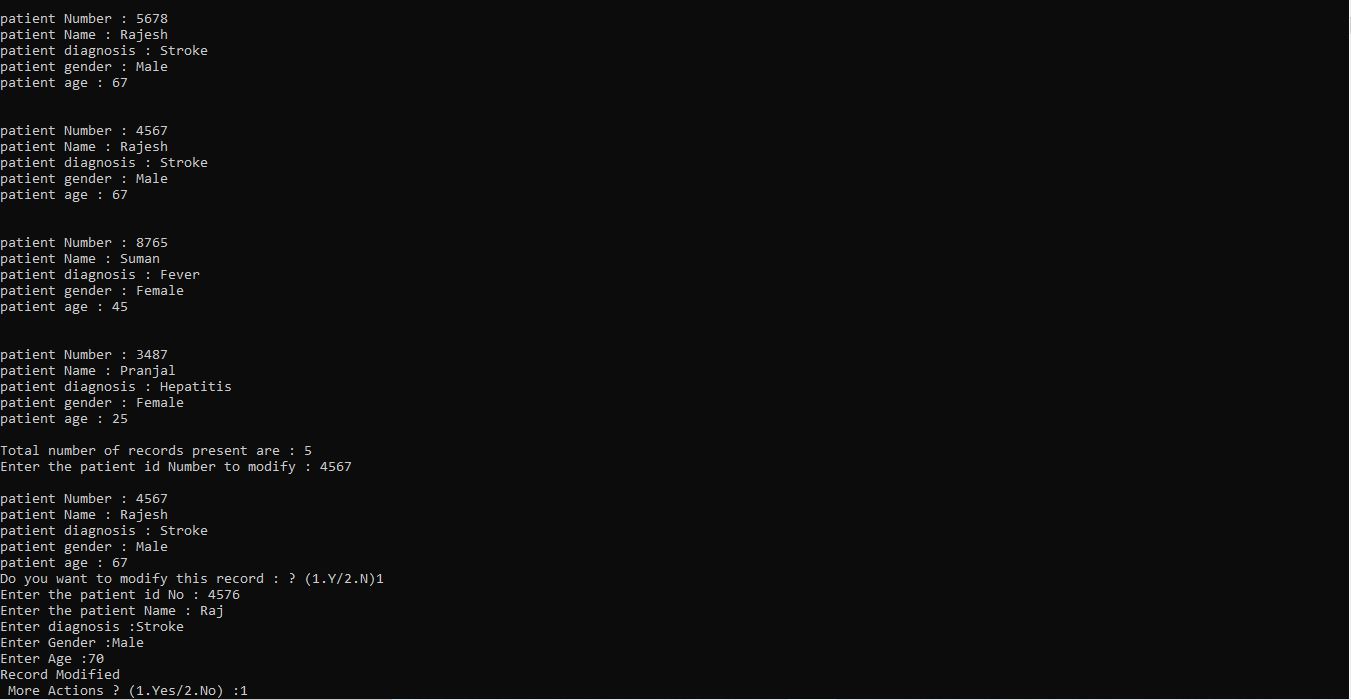 patient Number : 5678
patient Name : Rajesh
patient diagnosis : Stroke
patient gender : Male
patient age : 67
patient Number : 4567
patient Name : Rajesh
patient diagnosis : Stroke
patient gender : Male
patient age : 67
patient Number : 8765
patient Name : Suman
patient diagnosis : Fever
patient gender : Female
patient age : 45
patient Number : 3487
patient Name : Pranjal
patient diagnosis : Hepatitis
patient gender : Female
patient age : 25
Total number of records present are : 5
Enter the patient id Number to modify : 4567
patient Number : 4567
patient Name : Rajesh
patient diagnosis : Stroke
patient gender : Male
patient age : 67
Do you want to modify this record : ? (1.Y/2.N)1
Enter the patient id No : 4576
Enter the patient Name : Raj
Enter diagnosis :Stroke
Enter Gender :Male
Enter Age :70
Record Modified
 More Actions ? (1.Yes/2.No) :1